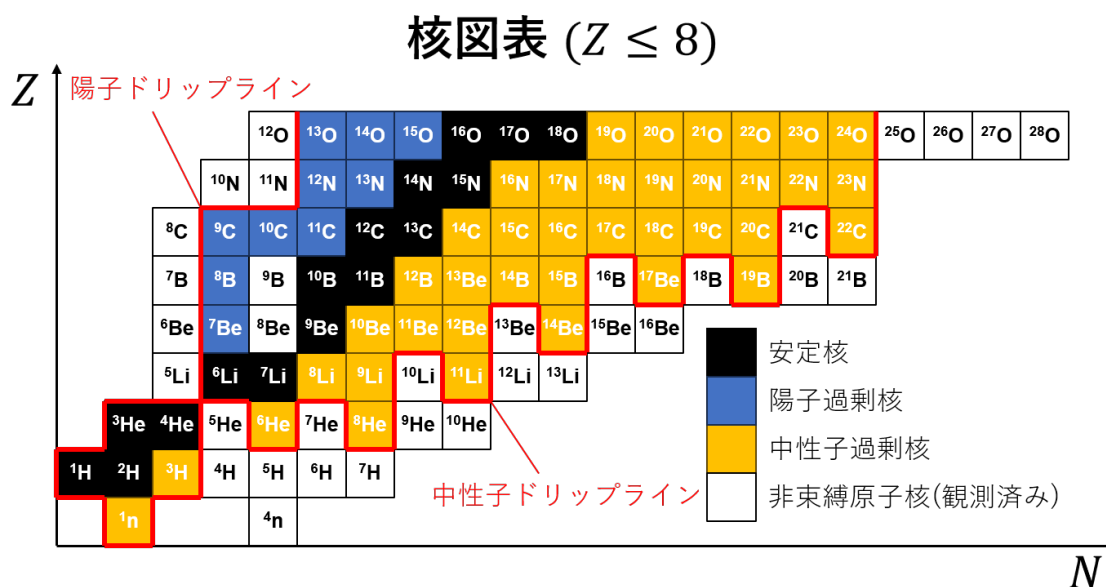 核図表 (Z ≤ 8)
Z
陽子ドリップライン
¹²O ¹³O ¹⁴O ¹⁵O ¹⁶O ¹⁷O ¹⁸O ¹⁹O ²⁰O ²¹O ²²O ²³O ²⁴O ²⁵O ²⁶O ²⁷O ²⁸O
¹⁰N ¹¹N ¹²N ¹³N ¹⁴N ¹⁵N ¹⁶N ¹⁷N ¹⁸N ¹⁹N ²⁰N ²¹N ²²N ²³N
⁸C ⁹C ¹⁰C ¹¹C ¹²C ¹³C ¹⁴C ¹⁵C ¹⁶C ¹⁷C ¹⁸C ¹⁹C ²⁰C ²¹C ²²C
⁷B ⁸B ⁹B ¹⁰B ¹¹B ¹²B ¹³Be ¹⁴B ¹⁵B ¹⁶B ¹⁷Be ¹⁸B ¹⁹B ²⁰B ²¹B
⁶Be ⁷Be ⁸Be ⁹Be ¹⁰Be ¹¹Be ¹²Be ¹³Be ¹⁴Be ¹⁵Be ¹⁶Be
⁵Li ⁶Li ⁷Li ⁸Li ⁹Li ¹⁰Li ¹¹Li ¹²Li ¹³Li
³He ⁴He ⁵He ⁶He ⁷He ⁸He ⁹He ¹⁰He
¹H ²H ³H ⁴H ⁵H ⁶H ⁷H
¹n ⁴n
中性子ドリップライン
安定核
陽子過剰核
中性子過剰核
非束縛原子核(観測済み)
N